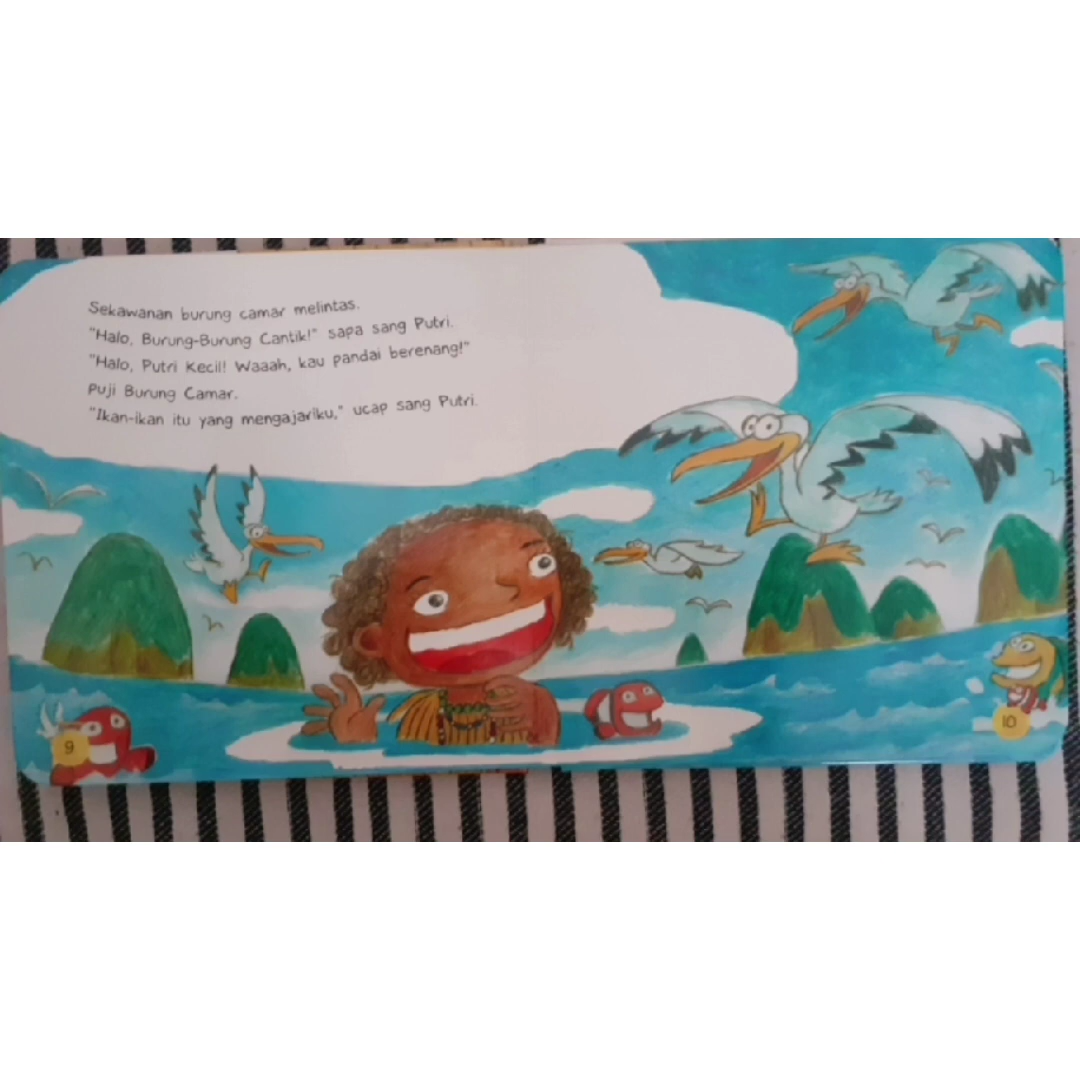 Sekawanan burung camar melintas.
"Halo, Burung-Burung Cantik!" sapa sang Putri.
"Halo, Putri Kecil! Waaah, kau pandai berenang!"
Puji Burung Camar.
"Ikan-ikan itu yang mengajariku," ucap sang Putri.
9
10